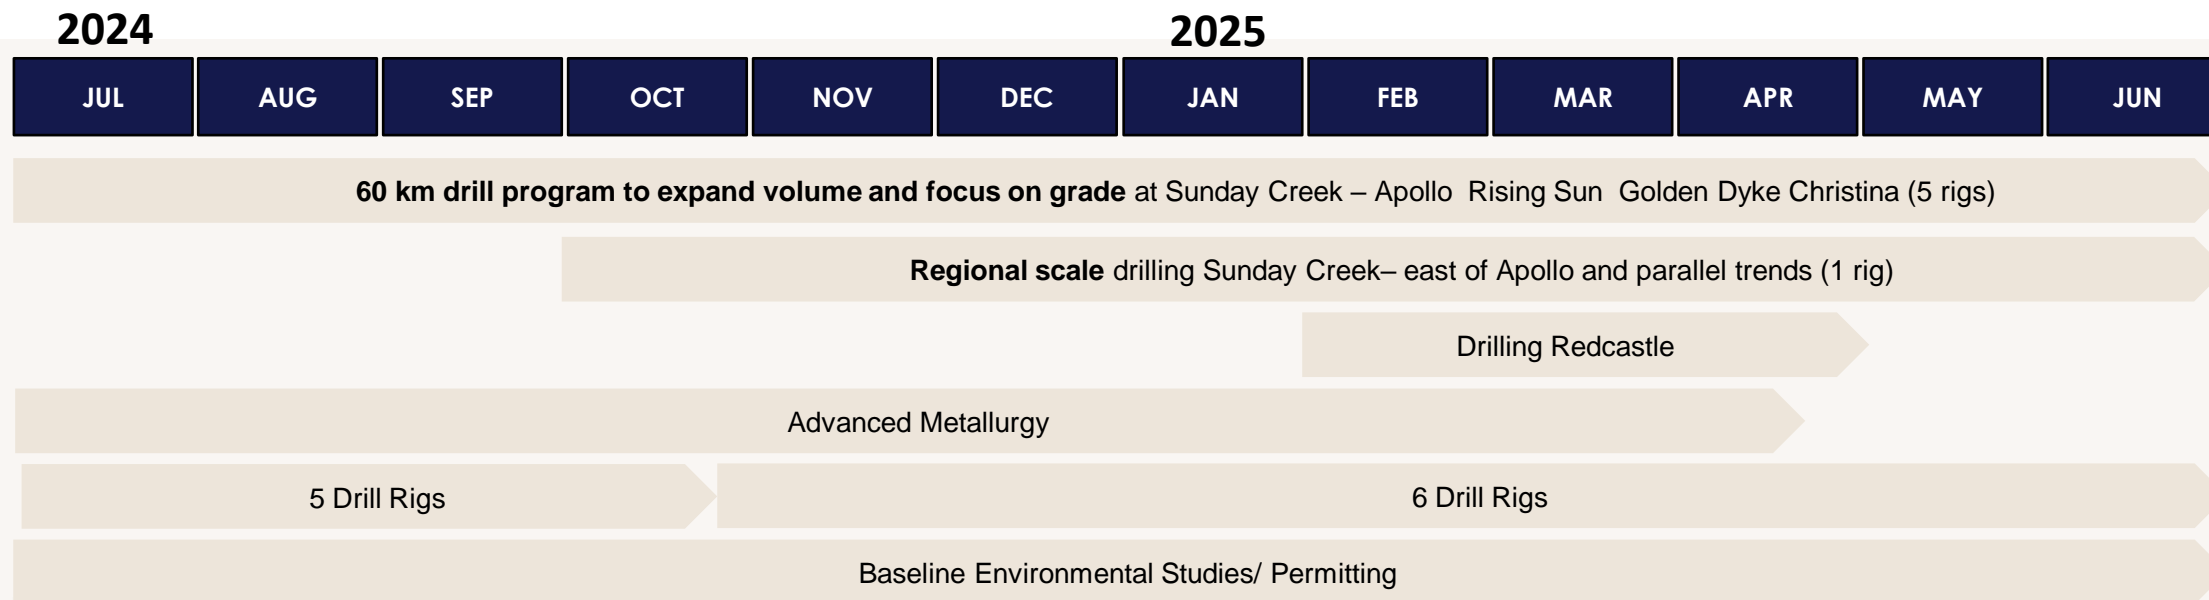 2024 2025
JUL AUG SEP OCT NOV DEC JAN FEB MAR APR MAY JUN
60 km drill program to expand volume and focus on grade at Sunday Creek – Apollo Rising Sun Golden Dyke Christina (5 rigs)
Regional scale drilling Sunday Creek– east of Apollo and parallel trends (1 rig)
Drilling Redcastle
Advanced Metallurgy
5 Drill Rigs 6 Drill Rigs
Baseline Environmental Studies/ Permitting